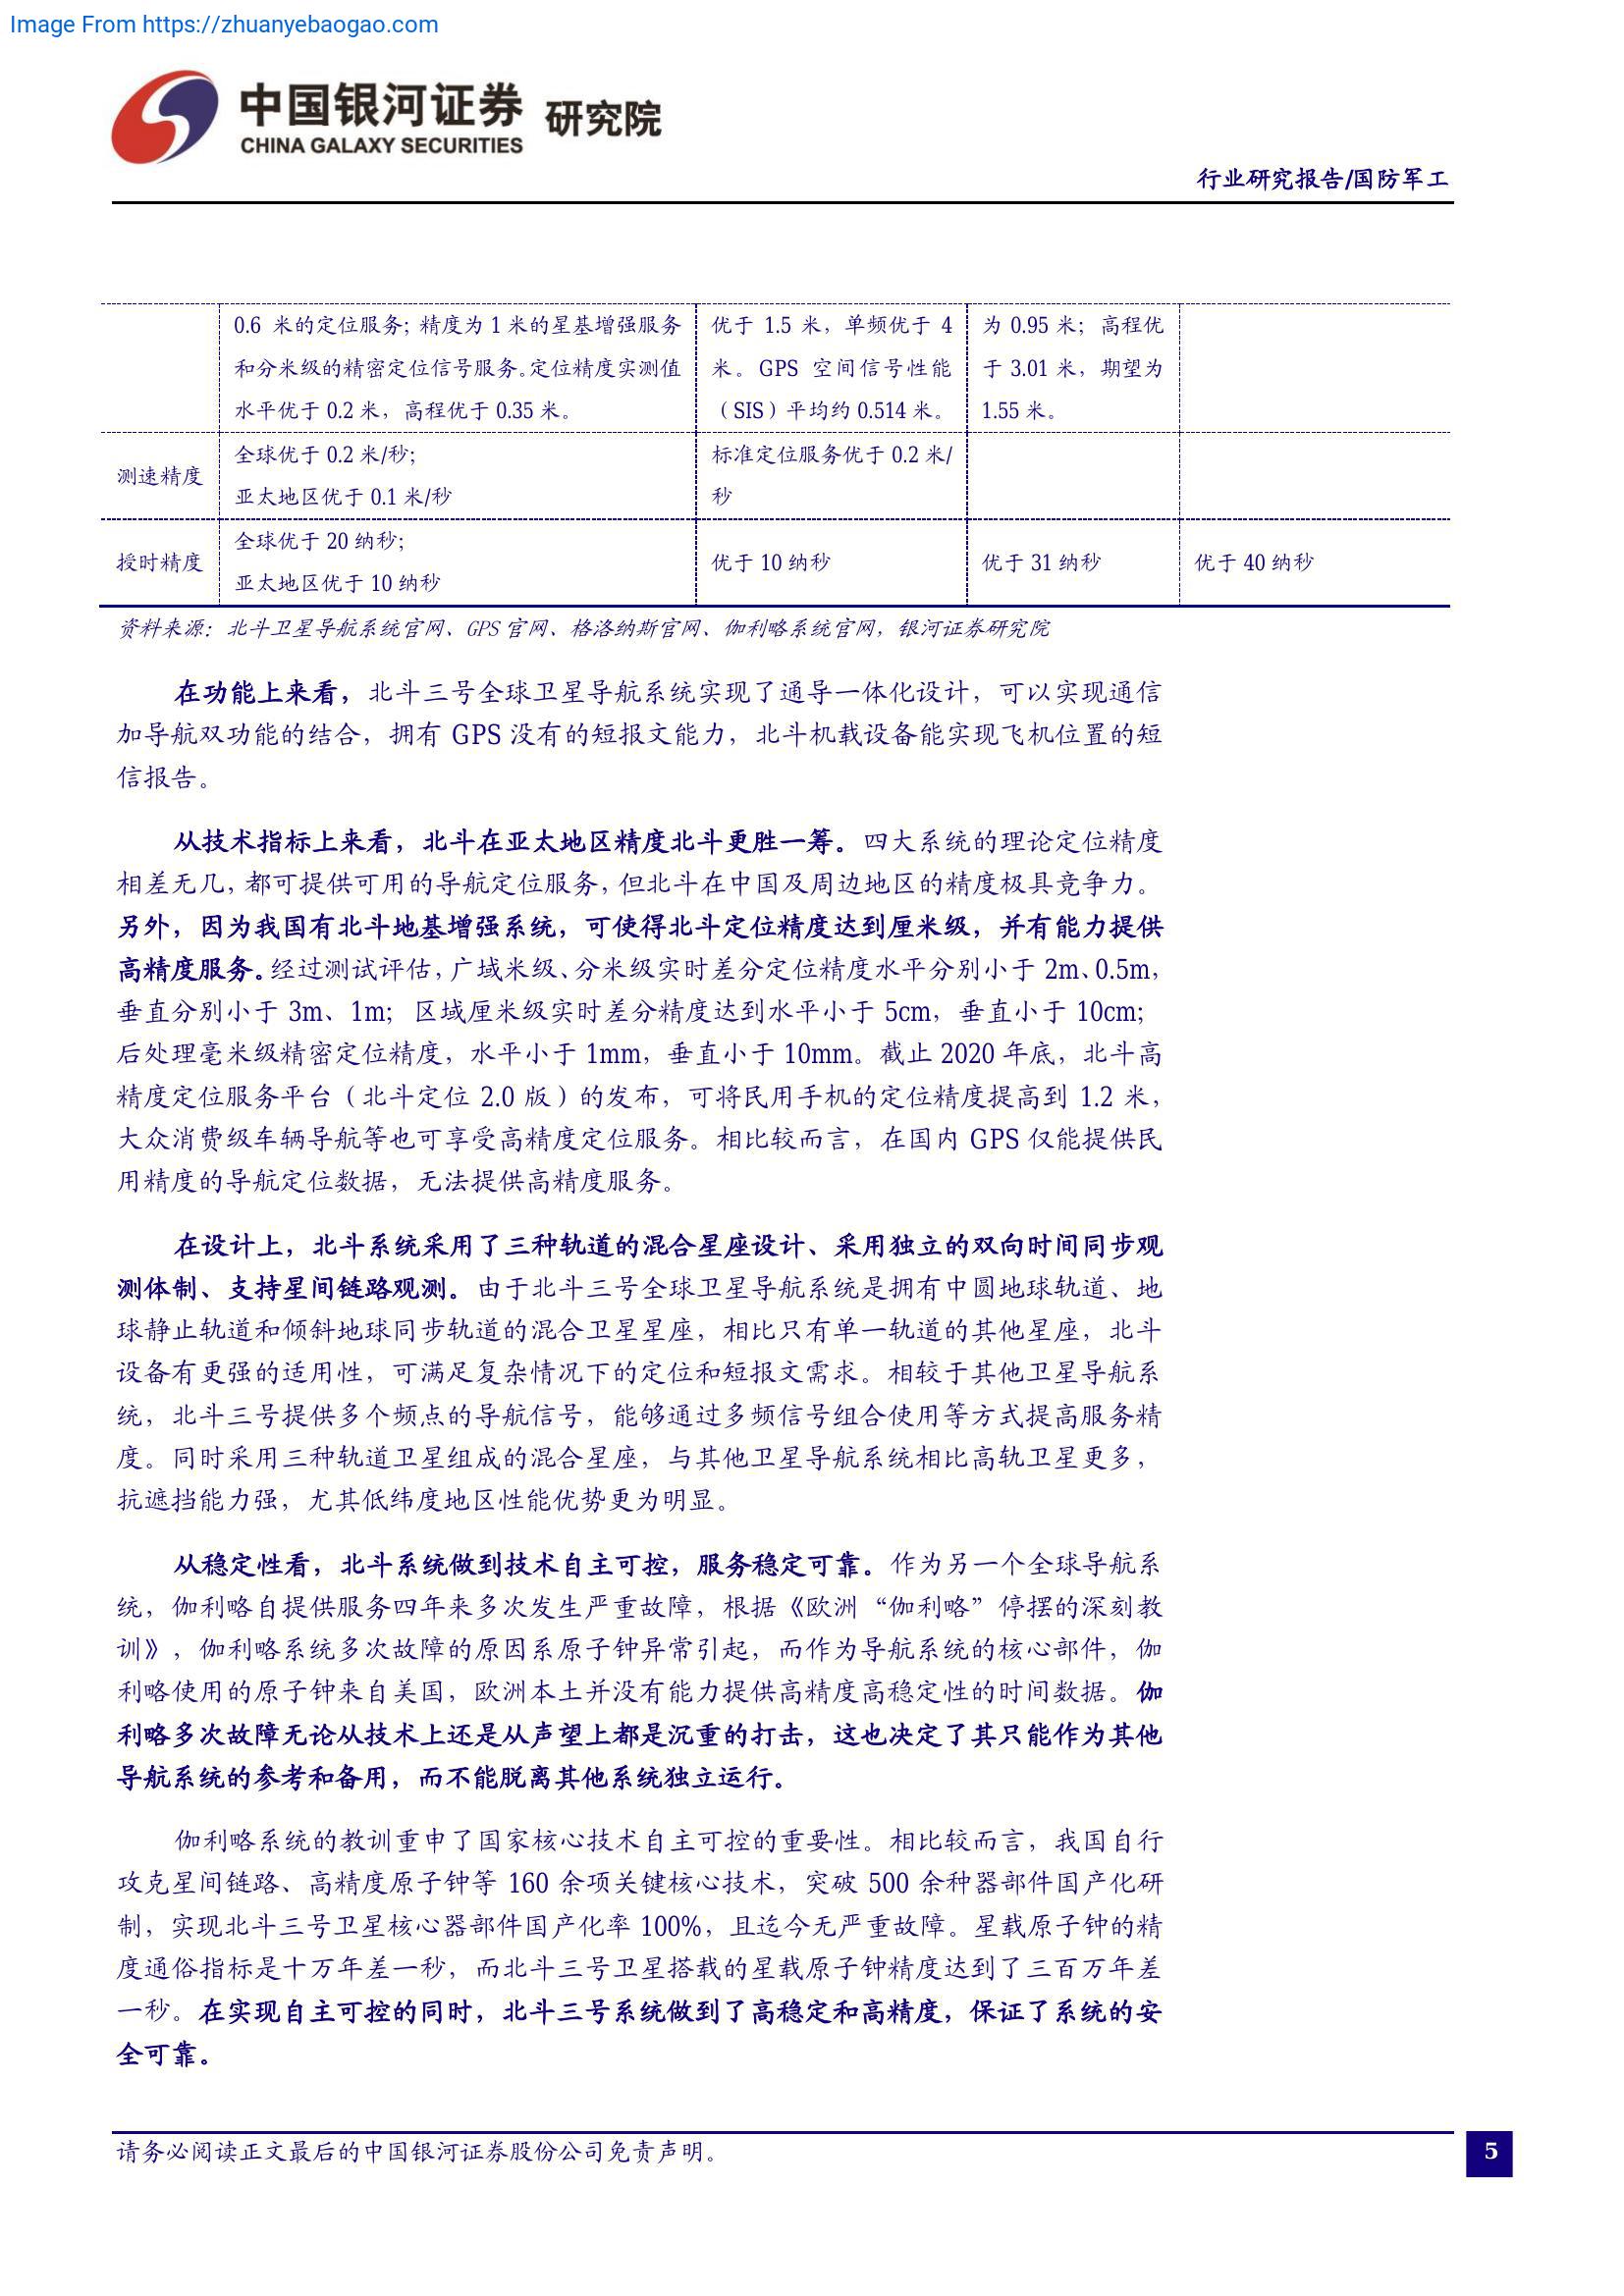 Image From https://zhuanyebaogao.com
中国银河证券 研究院
CHINA GALAXY SECURITIES
行业研究报告/国防军工
0.6 米的定位服务；精度为 1 米的星基增强服务
和分米级的精密定位信号服务。定位精度实测值
水平优于 0.2 米，高程优于 0.35 米。
优于 1.5 米，单频优于 4
米。GPS 空间信号性能
（SIS）平均约 0.514 米。
为 0.95 米；高程优
于 3.01 米，期望为
1.55 米。
测速精度
全球优于 0.2 米/秒；
亚太地区优于 0.1 米/秒
标准定位服务优于 0.2 米/
秒
授时精度
全球优于 20 纳秒；
亚太地区优于 10 纳秒
优于 10 纳秒
优于 31 纳秒
优于 40 纳秒
资料来源：北斗卫星导航系统官网、GPS 官网、格洛纳斯官网、伽利略系统官网，银河证券研究院
在功能上来看，北斗三号全球卫星导航系统实现了通导一体化设计，可以实现通信
加导航双功能的结合，拥有 GPS 没有的短报文能力，北斗机载设备能实现飞机位置的短
信报告。
从技术指标上来看，北斗在亚太地区精度北斗更胜一筹。四大系统的理论定位精度
相差无几，都可提供可用的导航定位服务，但北斗在中国及周边地区的精度极具竞争力。
另外，因为我国有北斗地基增强系统，可使得北斗定位精度达到厘米级，并有能力提供
高精度服务。经过测试评估，广域米级、分米级实时差分定位精度水平分别小于 2m、0.5m，
垂直分别小于 3m、1m；区域厘米级实时差分精度达到水平小于 5cm，垂直小于 10cm；
后处理毫米级精密定位精度，水平小于 1mm，垂直小于 10mm。截止 2020 年底，北斗高
精度定位服务平台（北斗定位 2.0 版）的发布，可将民用手机的定位精度提高到 1.2 米，
大众消费级车辆导航等也可享受高精度定位服务。相比较而言，在国内 GPS 仅能提供民
用精度的导航定位数据，无法提供高精度服务。
在设计上，北斗系统采用了三种轨道的混合星座设计、采用独立的双向时间同步观
测体制、支持星间链路观测。由于北斗三号全球卫星导航系统是拥有中圆地球轨道、地
球静止轨道和倾斜地球同步轨道的混合卫星星座，相比只有单一轨道的其他星座，北斗
设备有更强的适用性，可满足复杂情况下的定位和短报文需求。相较于其他卫星导航系
统，北斗三号提供多个频点的导航信号，能够通过多频信号组合使用等方式提高服务精
度。同时采用三种轨道卫星组成的混合星座，与其他卫星导航系统相比高轨卫星更多，
抗遮挡能力强，尤其低纬度地区性能优势更为明显。
从稳定性看，北斗系统做到技术自主可控，服务稳定可靠。作为另一个全球导航系
统，伽利略自提供服务四年来多次发生严重故障，根据《欧洲“伽利略”停摆的深刻教
训》，伽利略系统多次故障的原因系原子钟异常引起，而作为导航系统的核心部件，伽
利略使用的原子钟来自美国，欧洲本土并没有能力提供高精度高稳定性的时间数据。伽
利略多次故障无论从技术上还是从声望上都是沉重的打击，这也决定了其只能作为其他
导航系统的参考和备用，而不能脱离其他系统独立运行。
伽利略系统的教训重申了国家核心技术自主可控的重要性。相比较而言，我国自行
攻克星间链路、高精度原子钟等 160 余项关键核心技术，突破 500 余种器部件国产化研
制，实现北斗三号卫星核心器部件国产化率 100%，且迄今无严重故障。星载原子钟的精
度通俗指标是十万年差一秒，而北斗三号卫星搭载的星载原子钟精度达到了三百万年差
一秒。在实现自主可控的同时，北斗三号系统做到了高稳定和高精度，保证了系统的安
全可靠。
请务必阅读正文最后的中国银河证券股份公司免责声明。
5